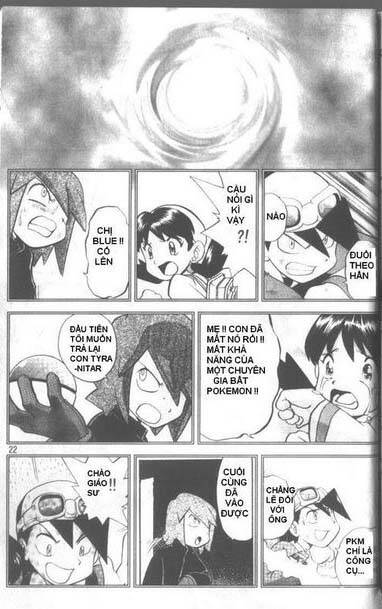 CHỊ
BLUE !!
CỐ
LÊN
CẬU
NÓI GÌ
KÌ
VẬY
?!
NÀO
ĐUỔI
THEO
HẮN
ĐẦU TIÊN
TÔI MUỐN
TRẢ LẠI
CON TYRA
-NITAR
MẸ !! CON ĐÃ
MẤT NÓ RỒI !!
MẤT KHẢ
NĂNG CỦA
MỘT CHUYÊN
GIA BẮT
POKEMON !!
22
CHÀO
GIÁO !!
SƯ
CUỐI
CÙNG
ĐÃ
VÀO
ĐƯỢC
CHẲNG
LẼ ĐỐI
VỚI
ÔNG
PKM
CHỈ LÀ
CÔNG
CỤ...